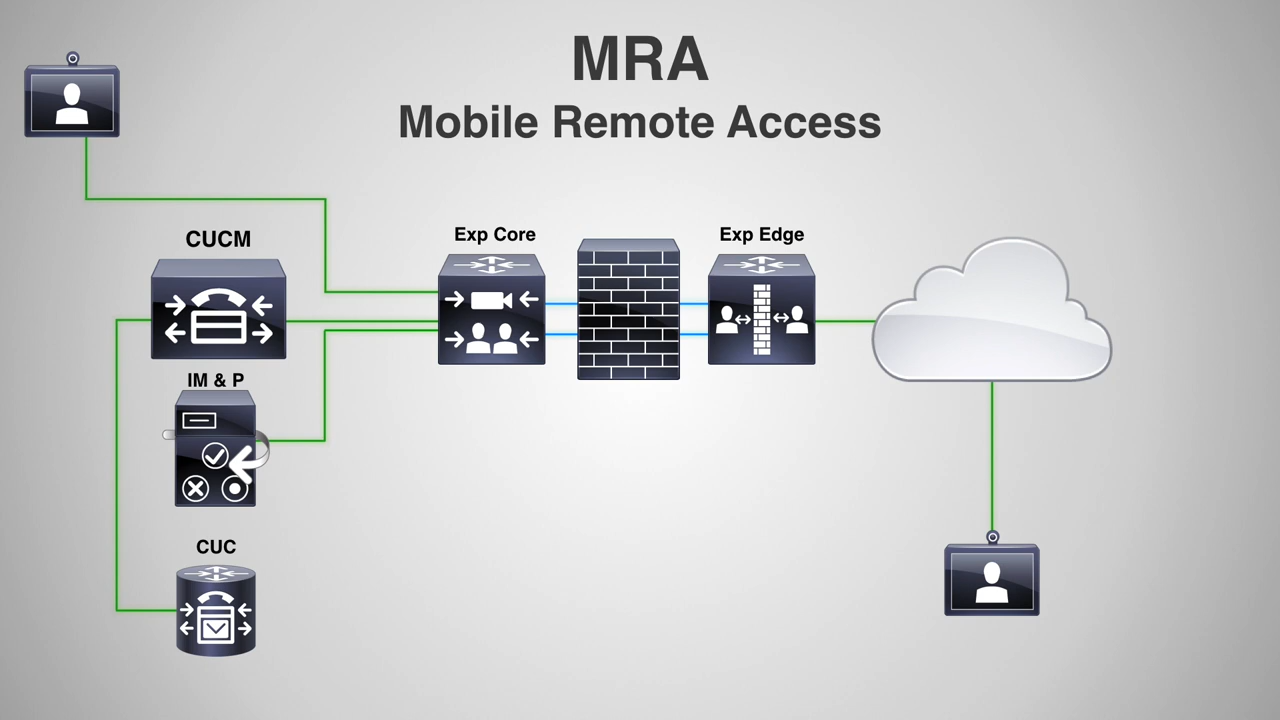 MRA
Mobile Remote Access
CUCM
Exp Core
Exp Edge
IM & P
CUC